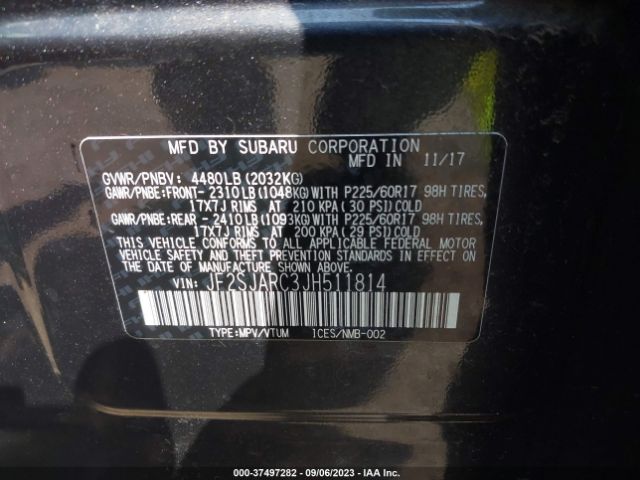 MFD BY SUBARU CORPORATION
MFD IN 11/17
GVWR/PNBV: 4480LB(2032KG)
GAWR/PNBE:FRONT- 2310LB(1048KG)WITH P225/60R17 98H TIRES,
17X7J RIMS AT 210 KPA(30 PSI)COLD
GAWR/PNBE:REAR - 2410LB(1093KG)WITH P225/60R17 98H TIRES,
17X7J RIMS AT 200 KPA(29 PSI)COLD
THIS VEHICLE CONFORMS TO ALL APPLICABLE FEDERAL MOTOR
VEHICLE SAFETY AND THEFT PREVENTION STANDARDS IN EFFECT ON
THE DATE OF MANUFACTURE SHOWN ABOVE.
VIN: JF2SJARC3JH511814
TYPE:MPV/VTUM 1CES/NMB-002
© 37497282 - 09/06/2023 - IAA Inc.